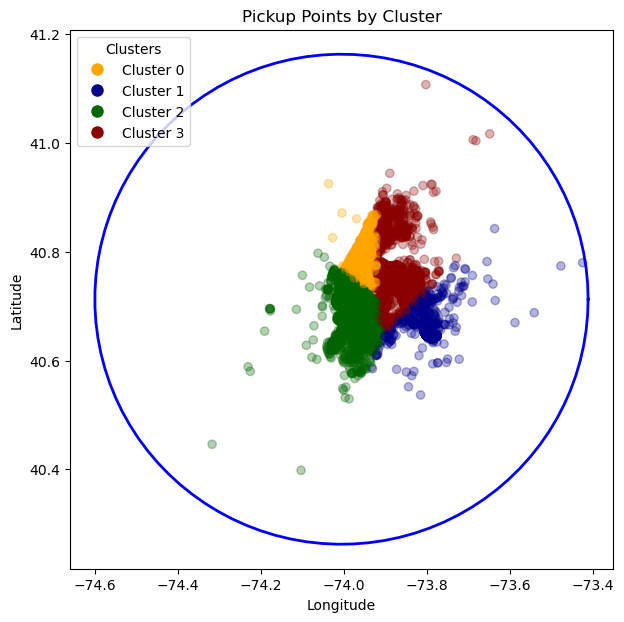 Pickup Points by Cluster
Clusters
Cluster 0
Cluster 1
Cluster 2
Cluster 3
Latitude
41.2
41.0
40.8
40.6
40.4
−74.6 −74.4 −74.2 −74.0 −73.8 −73.6 −73.4
Longitude